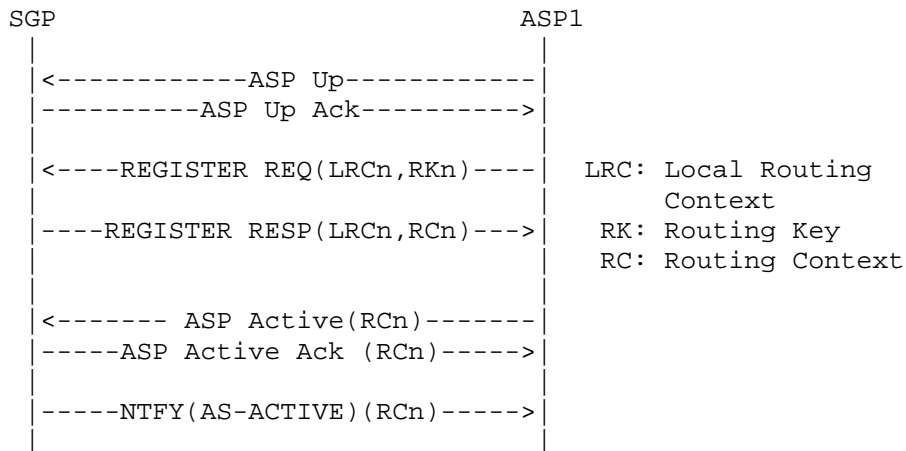 SGP                             ASP1
|                               |
|<------------ASP Up------------|
|----------ASP Up Ack---------->|
|                               |
|<----REGISTER REQ(LRCn,RKn)----|  LRC: Local Routing
|                               |       Context
|----REGISTER RESP(LRCn,RCn)--->|   RK: Routing Key
|                               |   RC: Routing Context
|                               |
|<------- ASP Active(RCn)-------|
|-----ASP Active Ack (RCn)----->|
|                               |
|-----NTFY(AS-ACTIVE)(RCn)----->|
|                               |